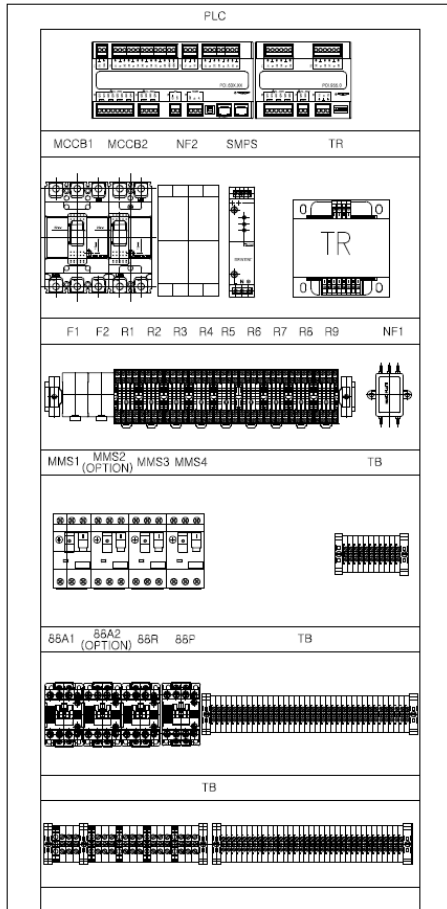 PLC
MCCB1 MCCB2 NF2 SMPS TR
TR
F1 F2 R1 R2 R3 R4 R5 R6 R7 R8 R9 NF1
MMS1 MMS2 (OPTION) MMS3 MMS4 TB
88A1 88A2 (OPTION) 88R 88P TB
TB